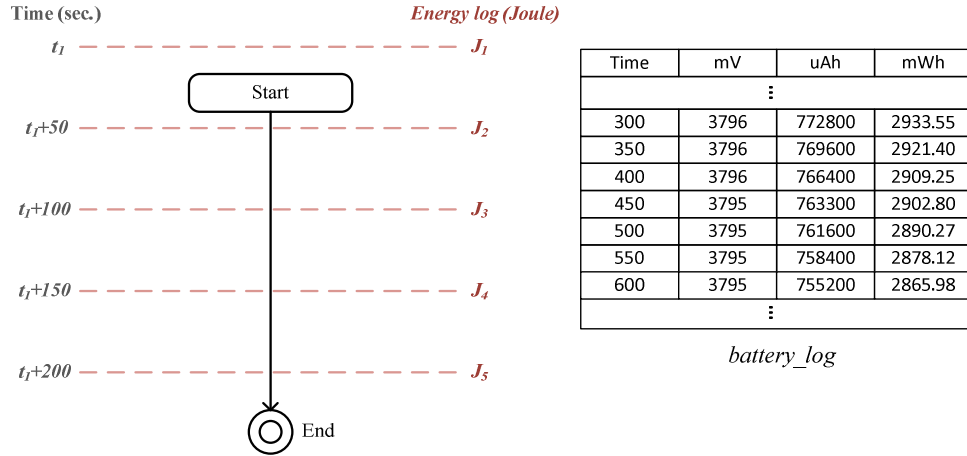 Time (sec.) Energy log (Joule)
t1 J1
Start
t1+50 J2
t1+100 J3
t1+150 J4
t1+200 J5
End
Time mV uAh mWh
⋮
300 3796 772800 2933.55
350 3796 769600 2921.40
400 3796 766400 2909.25
450 3795 763300 2902.80
500 3795 761600 2890.27
550 3795 758400 2878.12
600 3795 755200 2865.98
⋮
battery_log